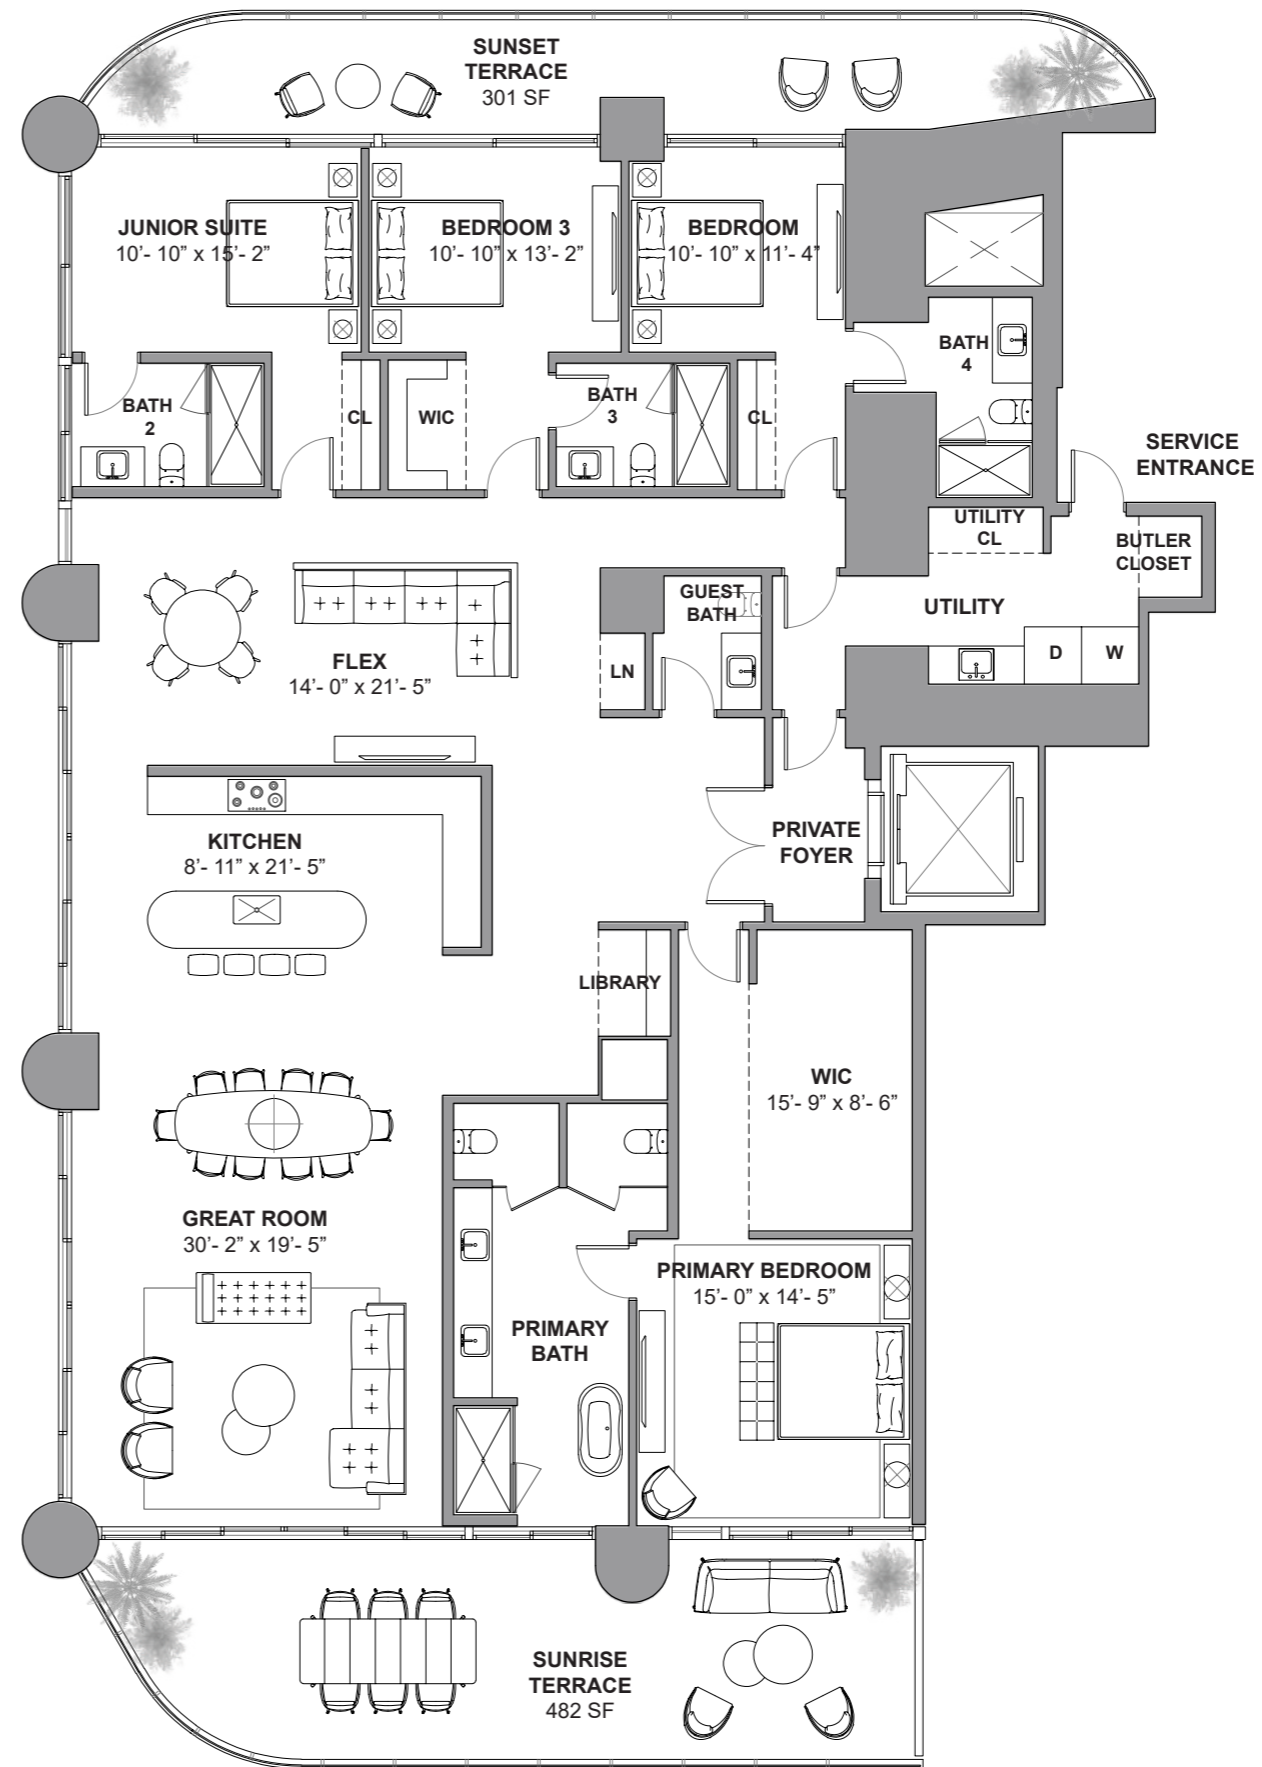 SUNSET
TERRACE
301 SF
JUNIOR SUITE
10’- 10” x 15’- 2”
BEDROOM 3
10’- 10” x 13’- 2”
BEDROOM
10’- 10” x 11’- 4”
BATH
4
BATH
2
CL
WIC
BATH
3
CL
SERVICE
ENTRANCE
UTILITY
CL
BUTLER
CLOSET
GUEST
BATH
UTILITY
FLEX
14’- 0” x 21’- 5”
LN
D
W
KITCHEN
8’- 11” x 21’- 5”
PRIVATE
FOYER
LIBRARY
WIC
15’- 9” x 8’- 6”
GREAT ROOM
30’- 2” x 19’- 5”
PRIMARY BEDROOM
15’- 0” x 14’- 5”
PRIMARY
BATH
SUNRISE
TERRACE
482 SF